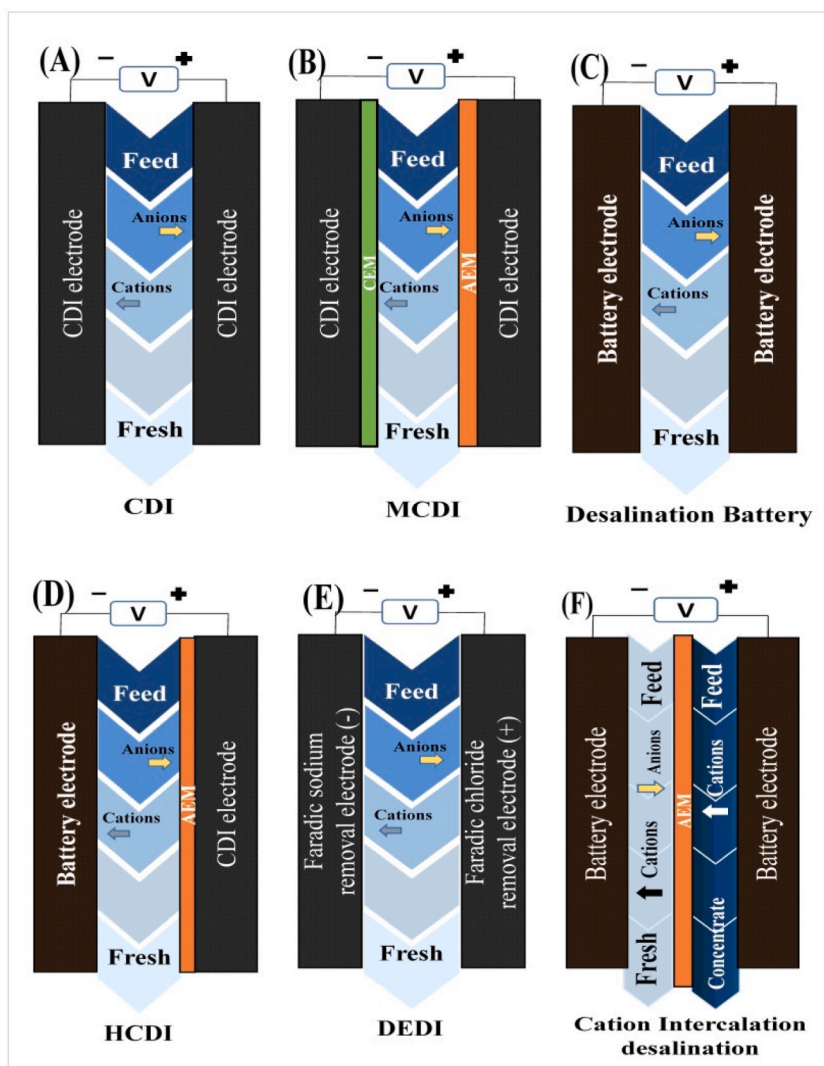 (A)
−
+
V
Feed
Anions
Cations
CDI electrode
CDI electrode
Fresh
CDI
(B)
−
+
V
Feed
Anions
Cations
CDI electrode
CEM
AEM
CDI electrode
Fresh
MCDI
(C)
−
+
V
Feed
Anions
Cations
Battery electrode
Battery electrode
Fresh
Desalination Battery
(D)
−
+
V
Feed
Anions
Cations
Battery electrode
AEM
CDI electrode
Fresh
HCDI
(E)
−
+
V
Feed
Anions
Cations
Faradic sodium
removal electrode (-)
Faradic chloride
removal electrode (+)
Fresh
DEDI
(F)
−
+
V
Battery electrode
Feed
Anions
Cations
Fresh
AEM
Feed
Cations
Concentrate
Battery electrode
Cation Intercalation
desalination